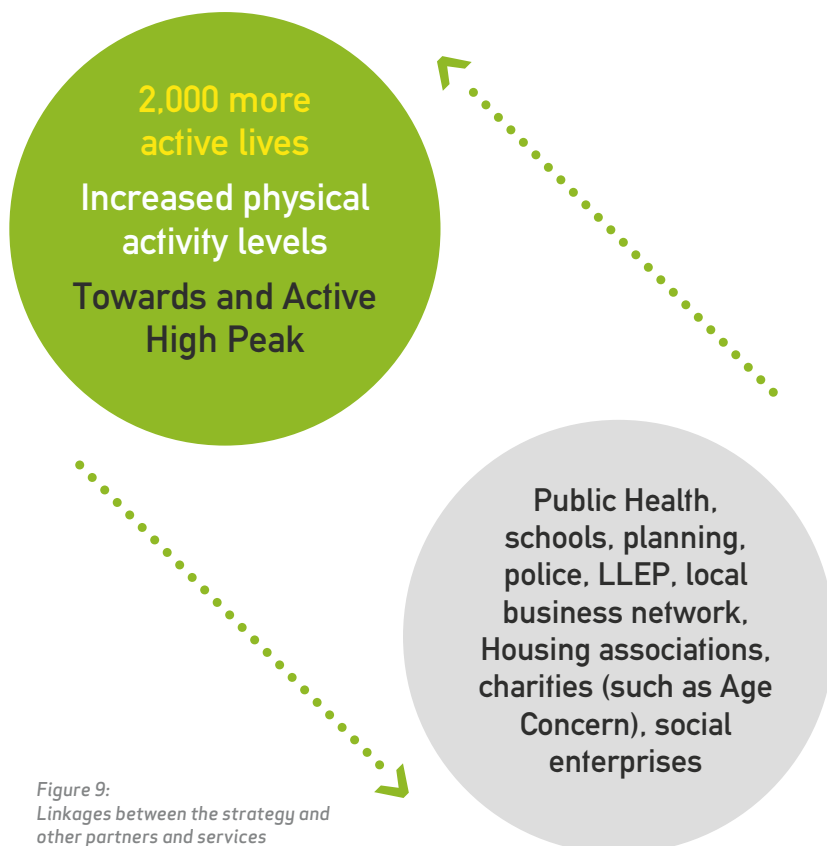 2,000 more
active lives
Increased physical
activity levels
Towards and Active
High Peak
Public Health,
schools, planning,
police, LLEP, local
business network,
Housing associations,
charities (such as Age
Concern), social
enterprises
Figure 9:
Linkages between the strategy and
other partners and services